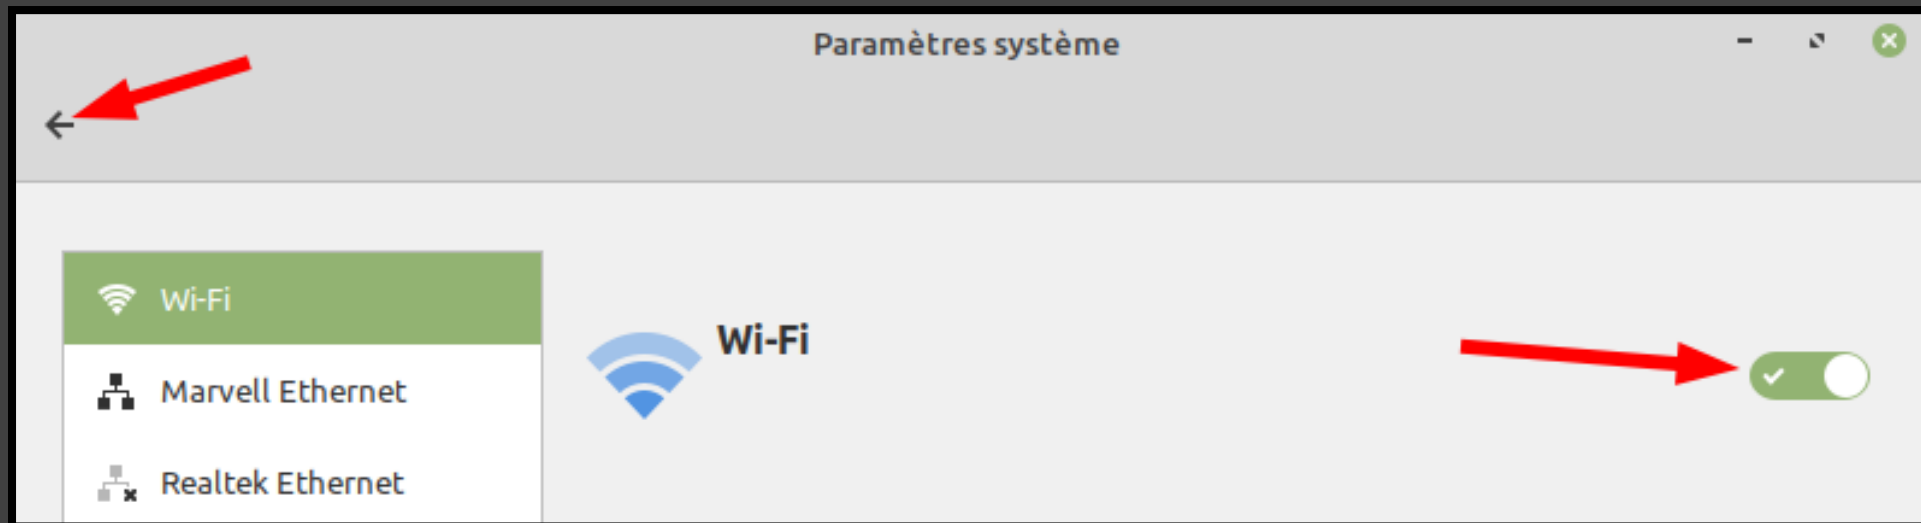 Paramètres système
Wi-Fi
Marvell Ethernet
Realtek Ethernet
Wi-Fi